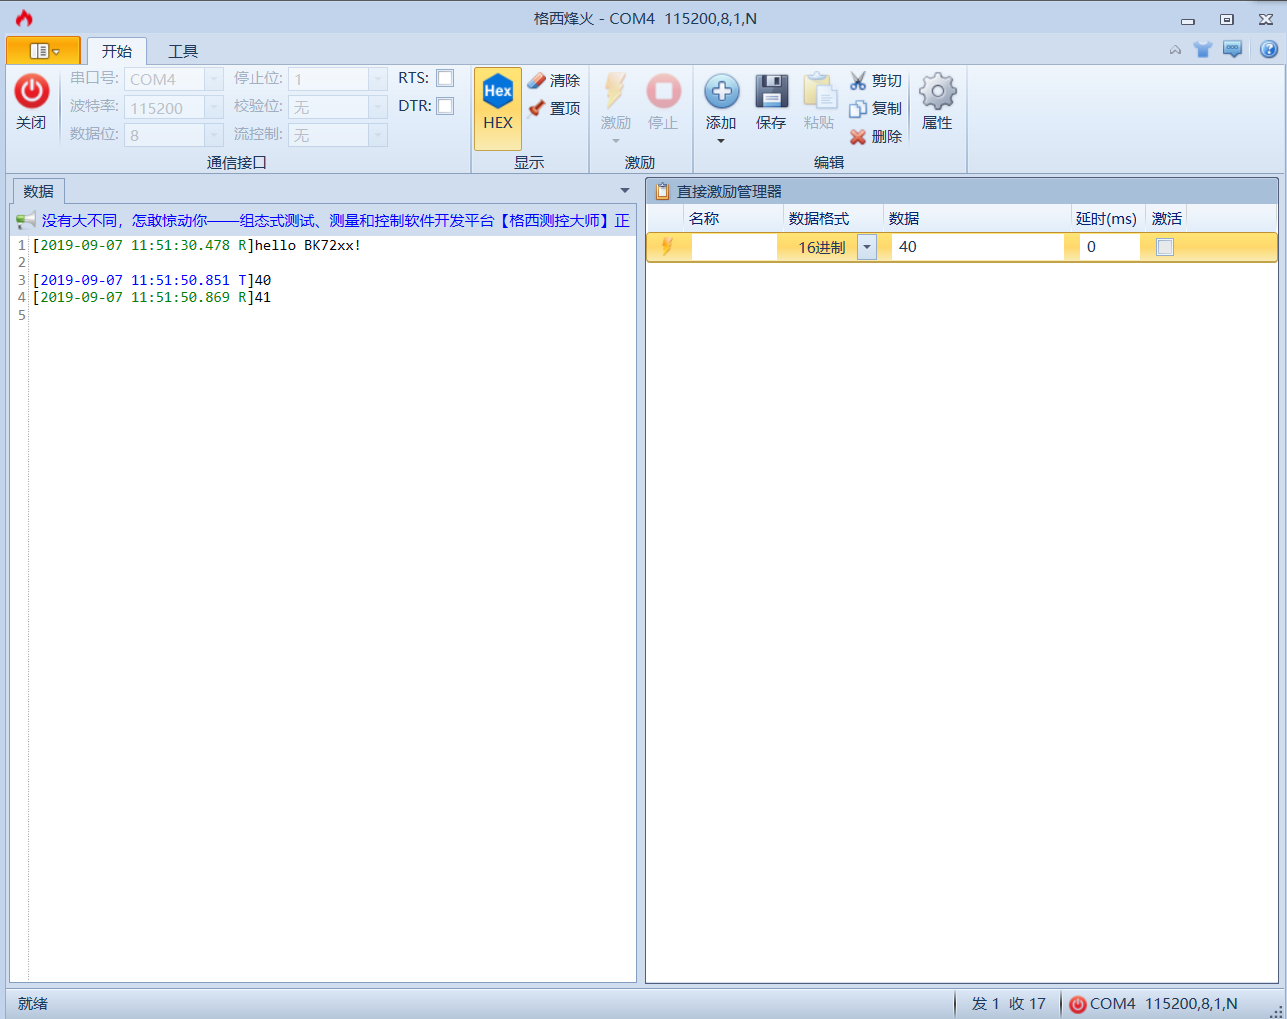 格西烽火 - COM4  115200,8,1,N
开始 工具
关闭
串口号: COM4 停止位: 1 RTS:
波特率: 115200 校验位: 无 DTR:
数据位: 8 流控制: 无
通信接口
Hex
HEX
清除
置顶
显示
激励 停止
激励
添加 保存 粘贴
剪切
复制
删除
编辑
属性
数据
没有大不同，怎敢惊动你——组态式测试、测量和控制软件开发平台【格西测控大师】正
1 [2019-09-07 11:51:30.478 R]hello BK72xx!
2
3 [2019-09-07 11:51:50.851 T]40
4 [2019-09-07 11:51:50.869 R]41
5
直接激励管理器
名称 数据格式 数据 延时(ms) 激活
16进制 40 0
就绪 发 1 收 17 COM4  115200,8,1,N